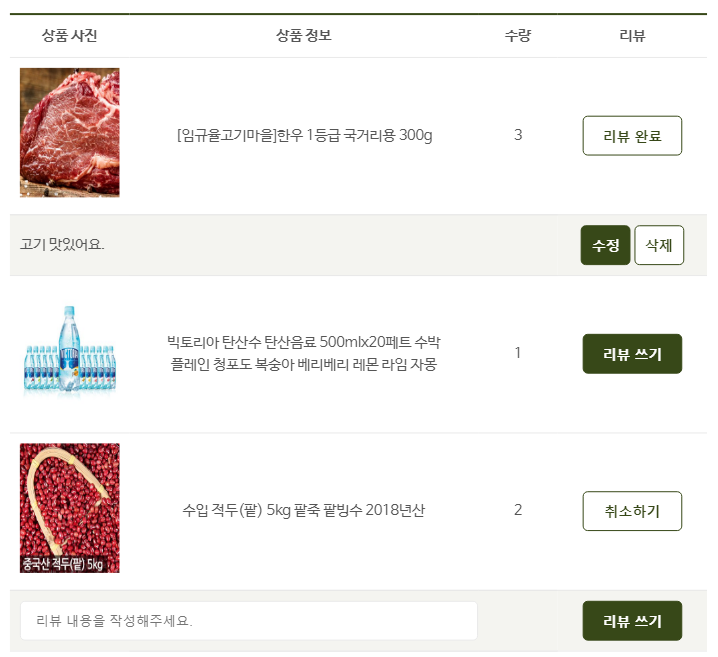 상품 사진 상품 정보 수량 리뷰
[임규율고기마을]한우 1등급 국거리용 300g 3 리뷰 완료
고기 맛있어요. 수정 삭제
빅토리아 탄산수 탄산음료 500mlx20페트 수박
플레인 청포도 복숭아 베리베리 레몬 라임 자몽
1 리뷰 쓰기
수입 적두(팥) 5kg 팥죽 팥빙수 2018년산 2 취소하기
중국산 적두(팥) 5kg
리뷰 내용을 작성해주세요. 리뷰 쓰기